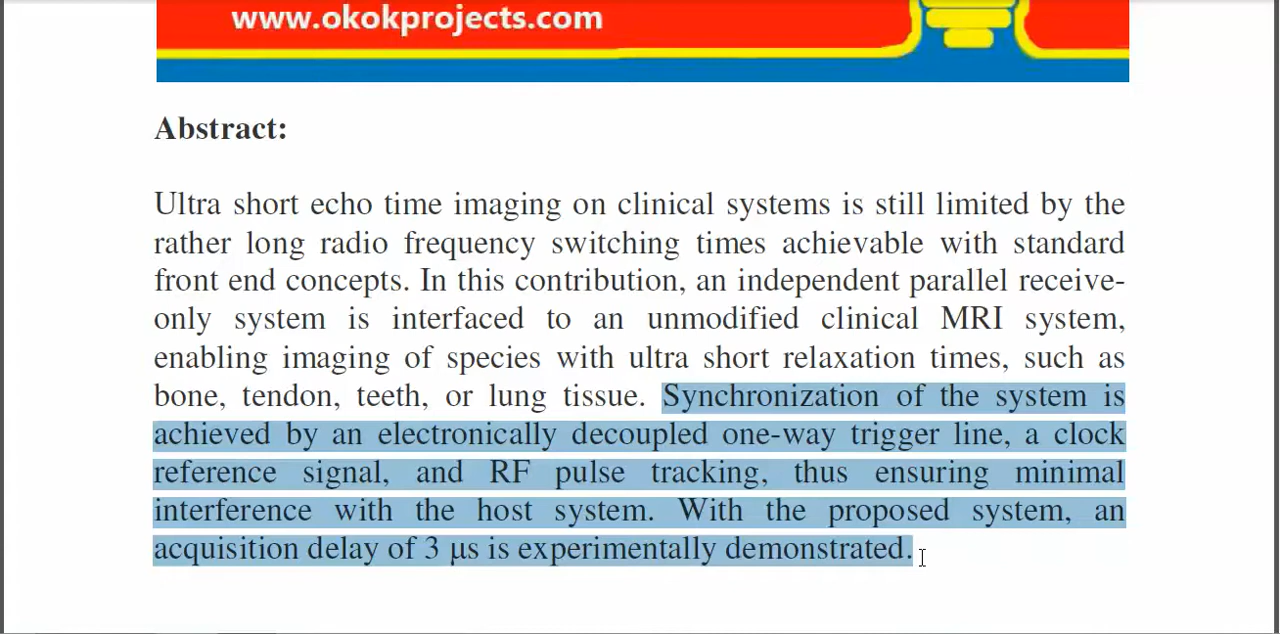 www.okokprojects.com
Abstract:
Ultra short echo time imaging on clinical systems is still limited by the
rather long radio frequency switching times achievable with standard
front end concepts. In this contribution, an independent parallel receive-
only system is interfaced to an unmodified clinical MRI system,
enabling imaging of species with ultra short relaxation times, such as
bone, tendon, teeth, or lung tissue. Synchronization of the system is
achieved by an electronically decoupled one-way trigger line, a clock
reference signal, and RF pulse tracking, thus ensuring minimal
interference with the host system. With the proposed system, an
acquisition delay of 3 μs is experimentally demonstrated.